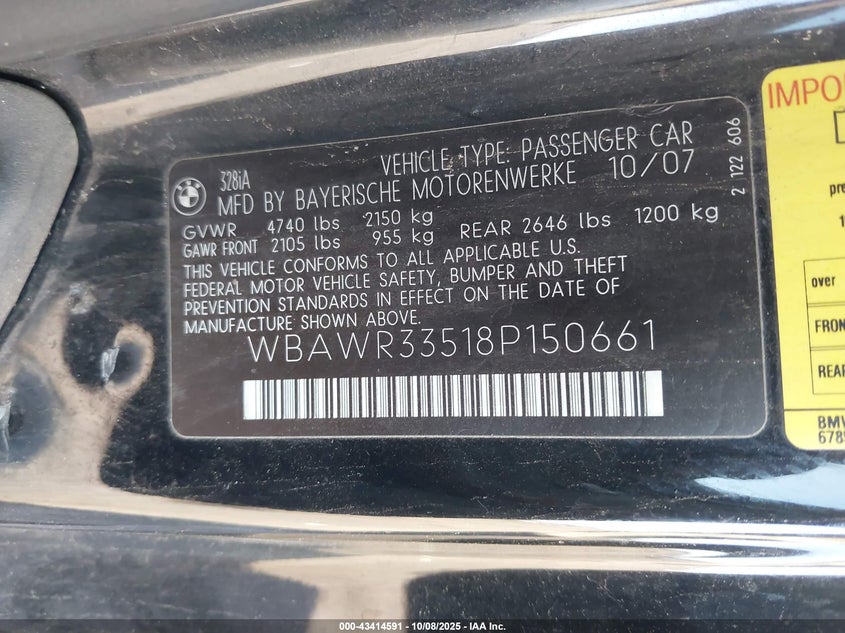 328iA
VEHICLE TYPE: PASSENGER CAR
MFD BY BAYERISCHE MOTORENWERKE 10/07
GVWR 4740 lbs 2150 kg
GAWR FRONT 2105 lbs 955 kg REAR 2646 lbs 1200 kg
THIS VEHICLE CONFORMS TO ALL APPLICABLE U.S.
FEDERAL MOTOR VEHICLE SAFETY, BUMPER AND THEFT
PREVENTION STANDARDS IN EFFECT ON THE DATE OF
MANUFACTURE SHOWN ABOVE.
WBAWR33518P150661
2 122 606
over
FRON
REAR
BMW
000-43414591 - 10/08/2025 - IAA Inc.